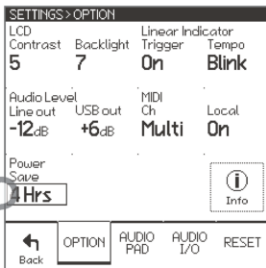 SETTINGS>OPTION
LCD
Contrast Backlight
5 7
Linear Indicator
Trigger Tempo
On Blink
Audio Level
Line out USB out
-12dB +6dB
MIDI
Ch Local
Multi On
Power
Save
4 Hrs
i
Info
Back
OPTION
AUDIO
PAD
AUDIO
I/O
RESET